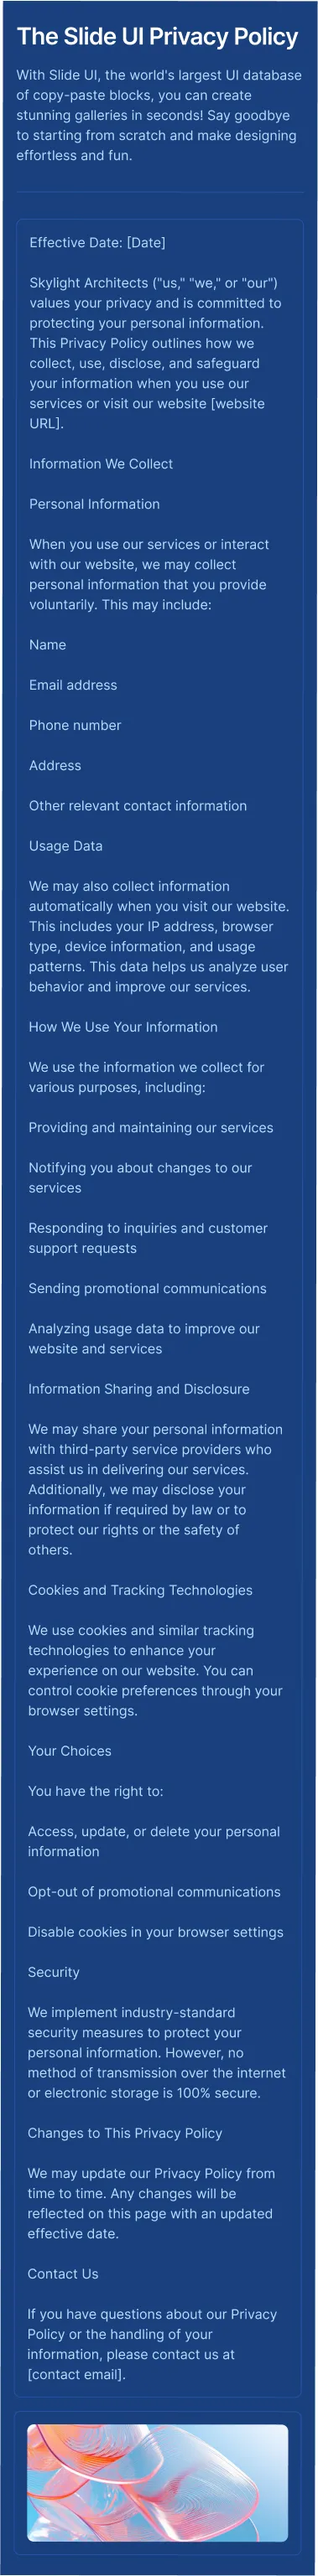 The Slide UI Privacy Policy
With Slide UI, the world's largest UI database
of copy-paste blocks, you can create
stunning galleries in seconds! Say goodbye
to starting from scratch and make designing
effortless and fun.
Effective Date: [Date]
Skylight Architects ("us," "we," or "our")
values your privacy and is committed to
protecting your personal information.
This Privacy Policy outlines how we
collect, use, disclose, and safeguard
your information when you use our
services or visit our website [website
URL].
Information We Collect
Personal Information
When you use our services or interact
with our website, we may collect
personal information that you provide
voluntarily. This may include:
Name
Email address
Phone number
Address
Other relevant contact information
Usage Data
We may also collect information
automatically when you visit our website.
This includes your IP address, browser
type, device information, and usage
patterns. This data helps us analyze user
behavior and improve our services.
How We Use Your Information
We use the information we collect for
various purposes, including:
Providing and maintaining our services
Notifying you about changes to our
services
Responding to inquiries and customer
support requests
Sending promotional communications
Analyzing usage data to improve our
website and services
Information Sharing and Disclosure
We may share your personal information
with third-party service providers who
assist us in delivering our services.
Additionally, we may disclose your
information if required by law or to
protect our rights or the safety of
others.
Cookies and Tracking Technologies
We use cookies and similar tracking
technologies to enhance your
experience on our website. You can
control cookie preferences through your
browser settings.
Your Choices
You have the right to:
Access, update, or delete your personal
information
Opt-out of promotional communications
Disable cookies in your browser settings
Security
We implement industry-standard
security measures to protect your
personal information. However, no
method of transmission over the internet
or electronic storage is 100% secure.
Changes to This Privacy Policy
We may update our Privacy Policy from
time to time. Any changes will be
reflected on this page with an updated
effective date.
Contact Us
If you have questions about our Privacy
Policy or the handling of your
information, please contact us at
[contact email].